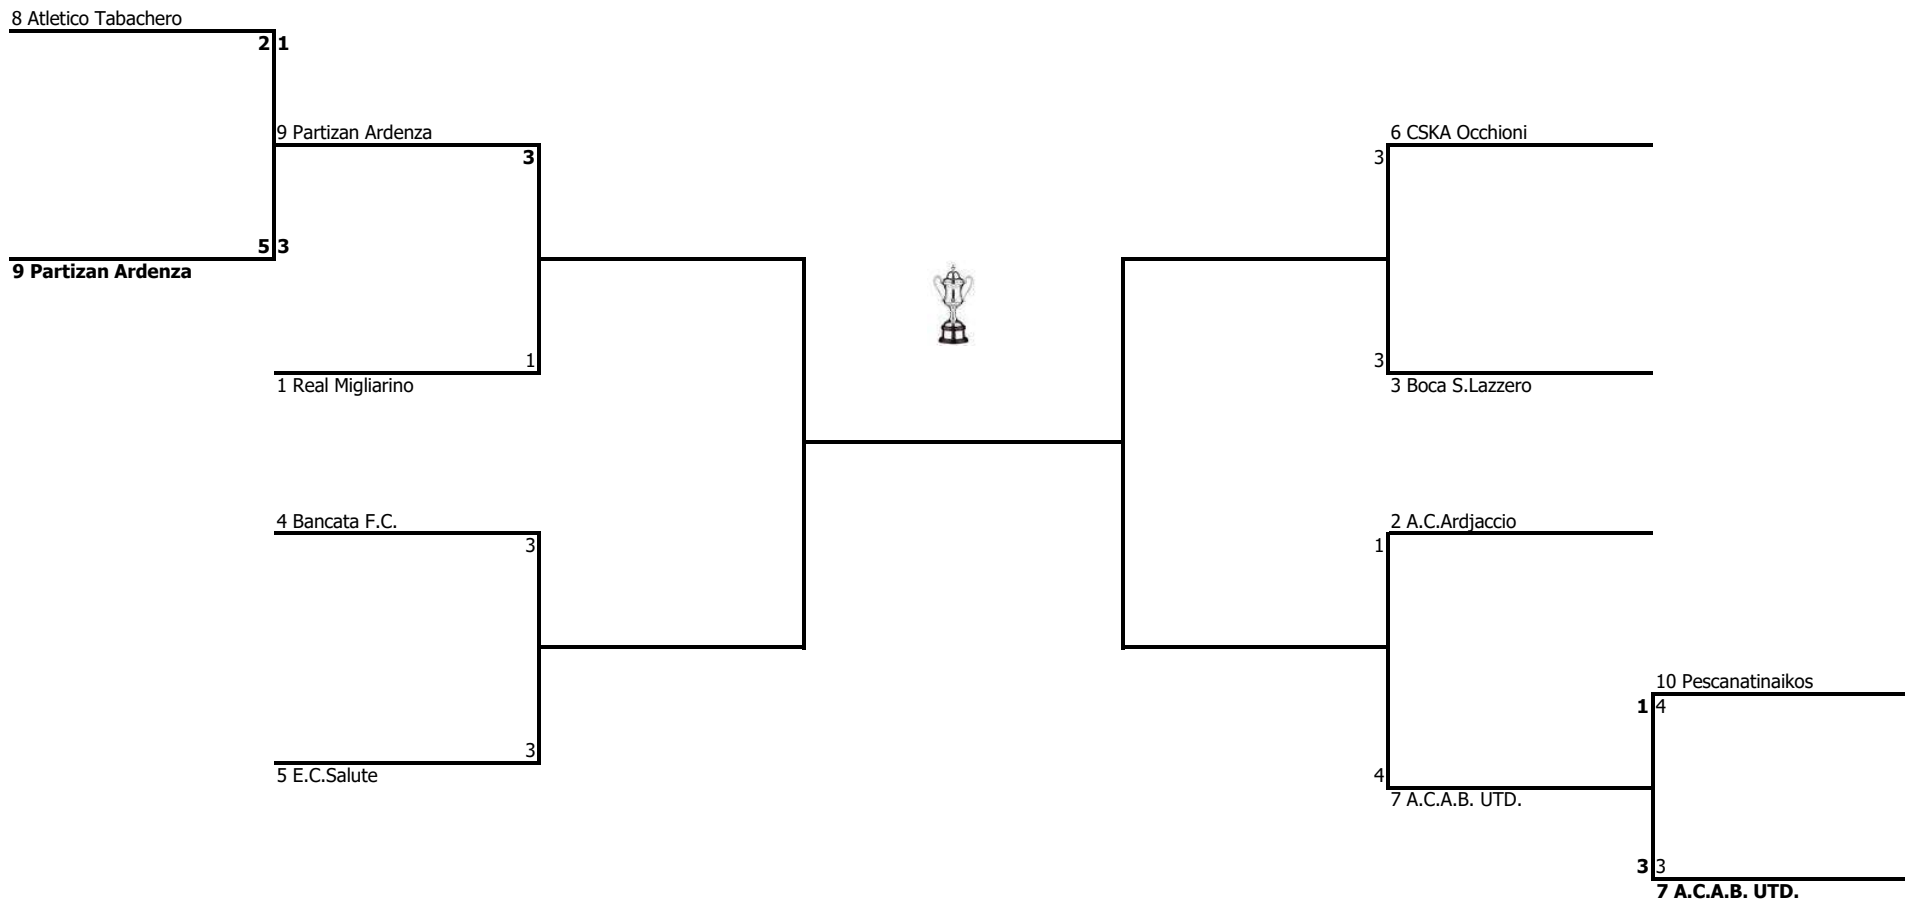 8 Atletico Tabachero
2 1
9 Partizan Ardenza
3
5 3
9 Partizan Ardenza
1
1 Real Migliarino
4 Bancata F.C.
3
3
5 E.C.Salute
6 CSKA Occhioni
3
3
3 Boca S.Lazzero
2 A.C.Ardjaccio
1
10 Pescanatinaikos
1 4
4
7 A.C.A.B. UTD.
3 3
7 A.C.A.B. UTD.